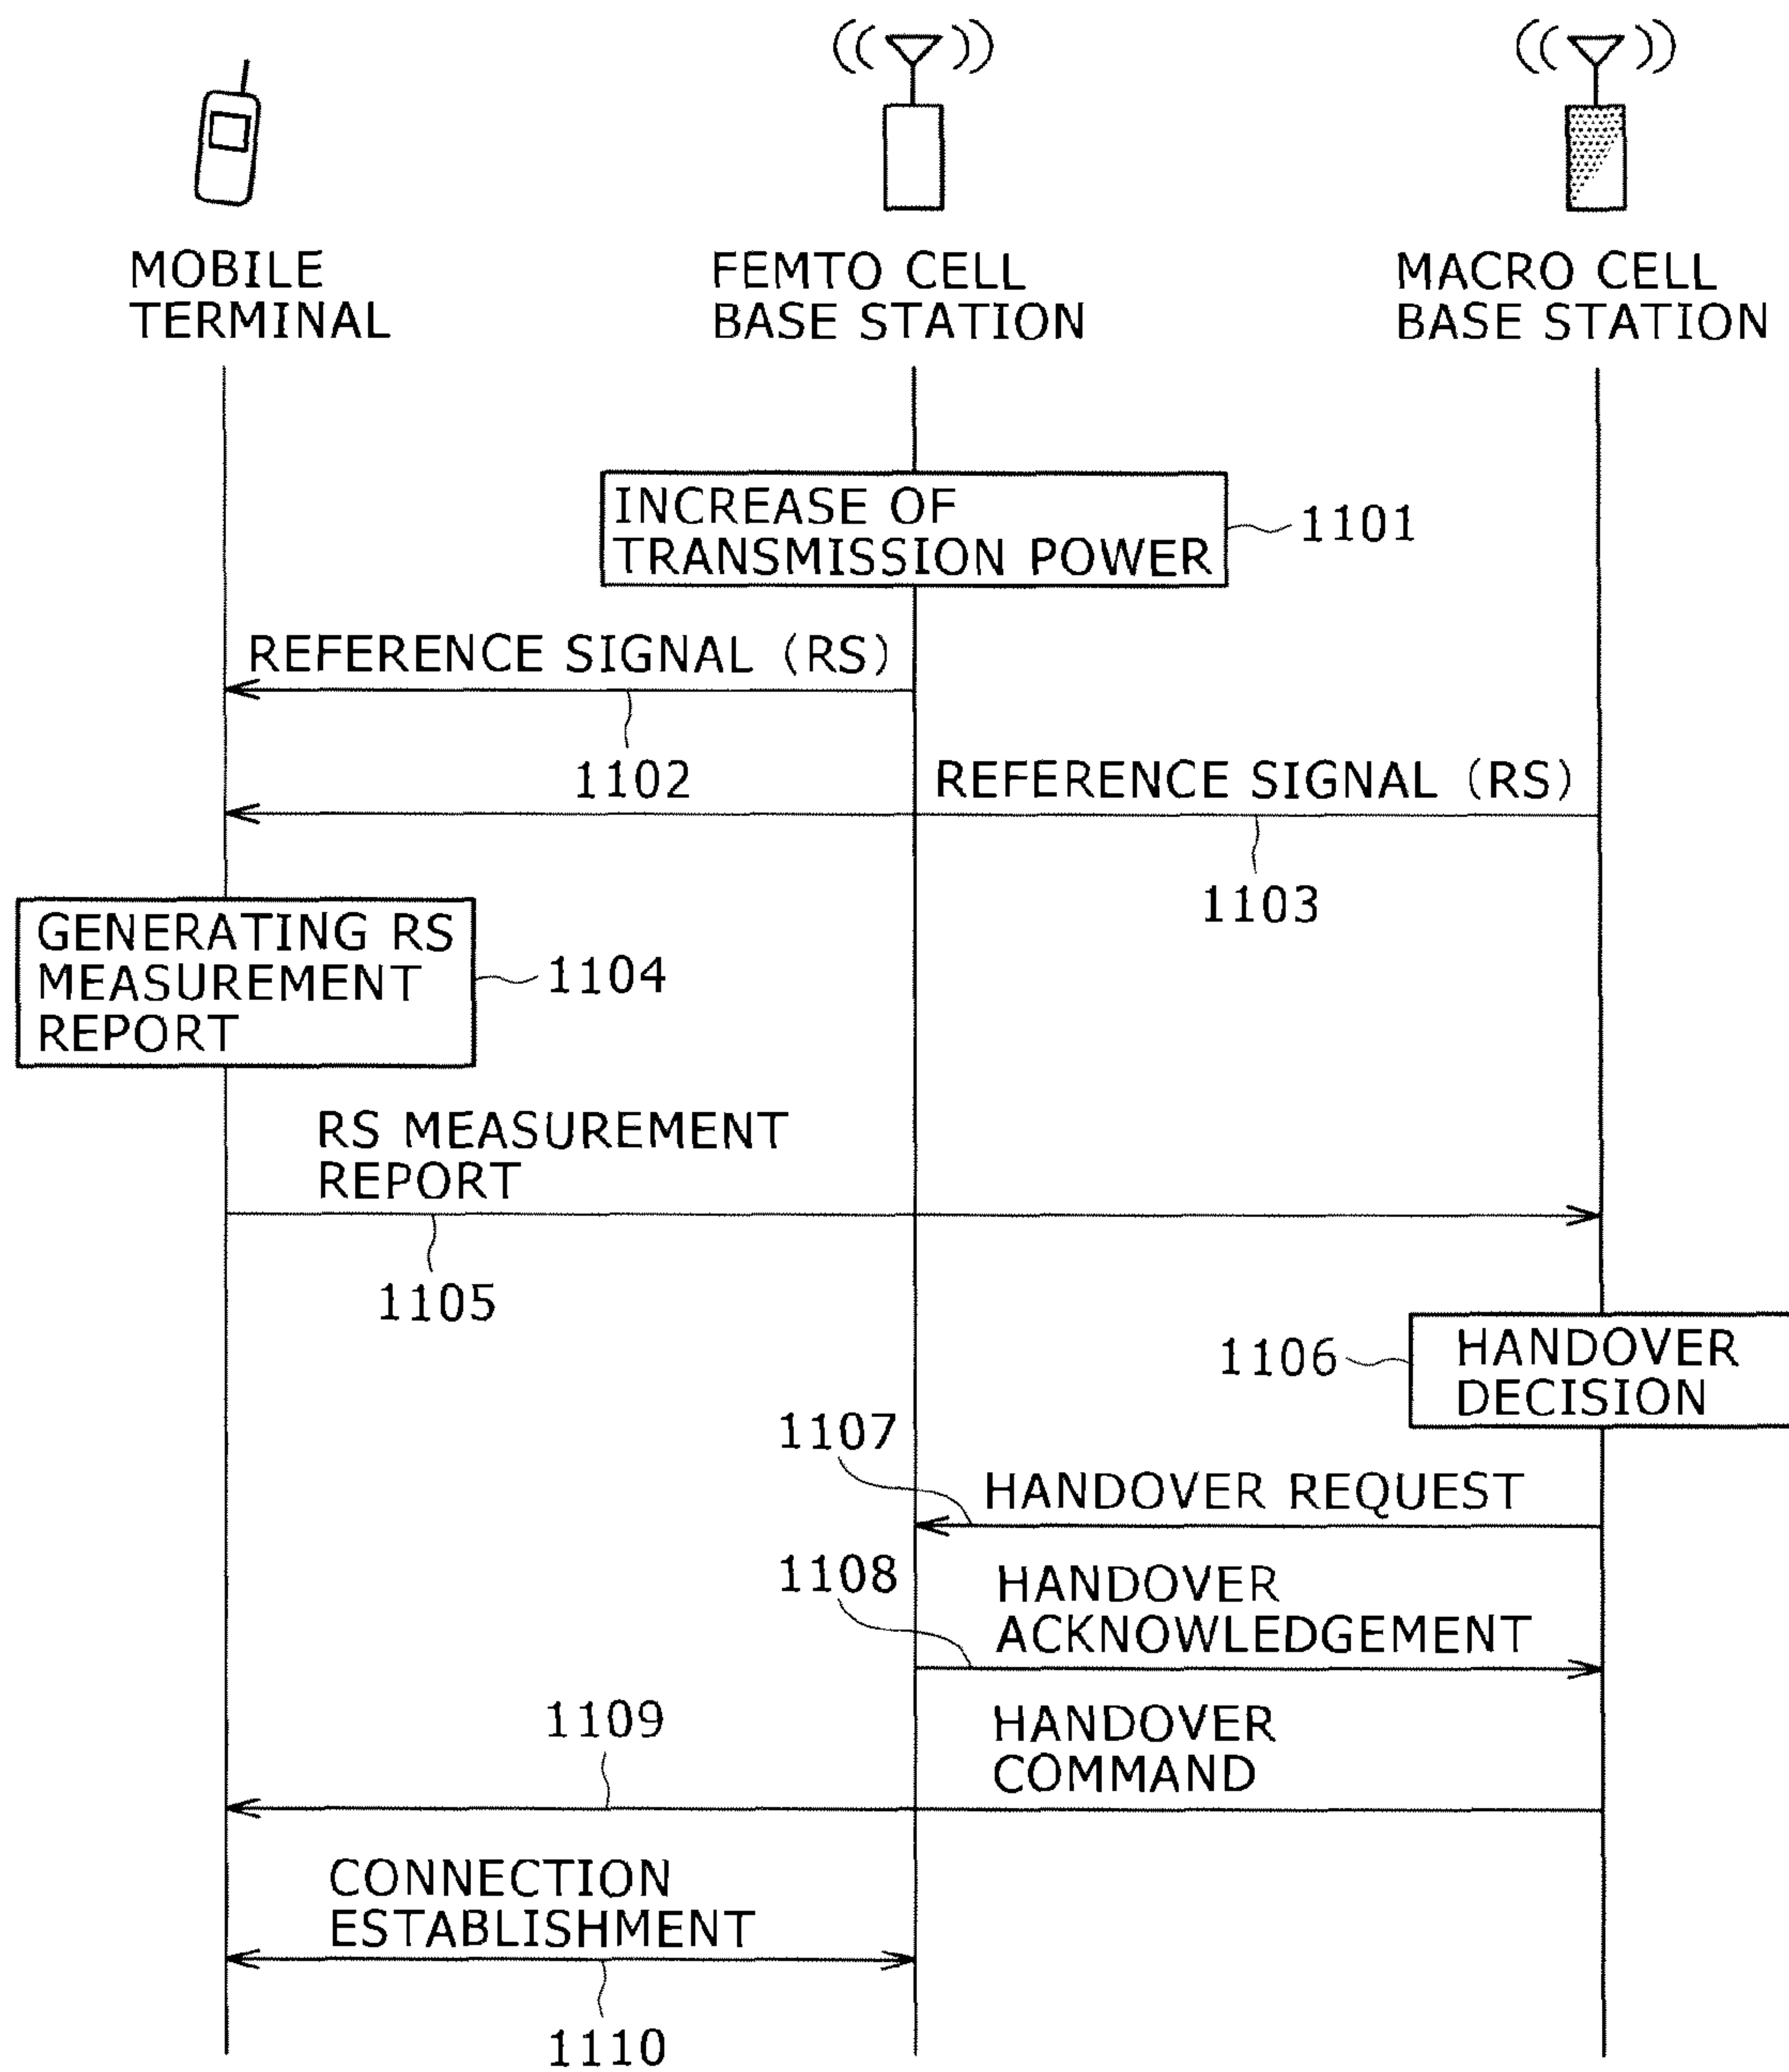 MOBILE
TERMINAL
FEMTO CELL
BASE STATION
MACRO CELL
BASE STATION
INCREASE OF
TRANSMISSION POWER
1101
REFERENCE SIGNAL (RS)
1102
REFERENCE SIGNAL (RS)
1103
GENERATING RS
MEASUREMENT
REPORT
1104
RS MEASUREMENT
REPORT
1105
1106
HANDOVER
DECISION
1107
HANDOVER REQUEST
1108
HANDOVER
ACKNOWLEDGEMENT
1109
HANDOVER
COMMAND
CONNECTION
ESTABLISHMENT
1110